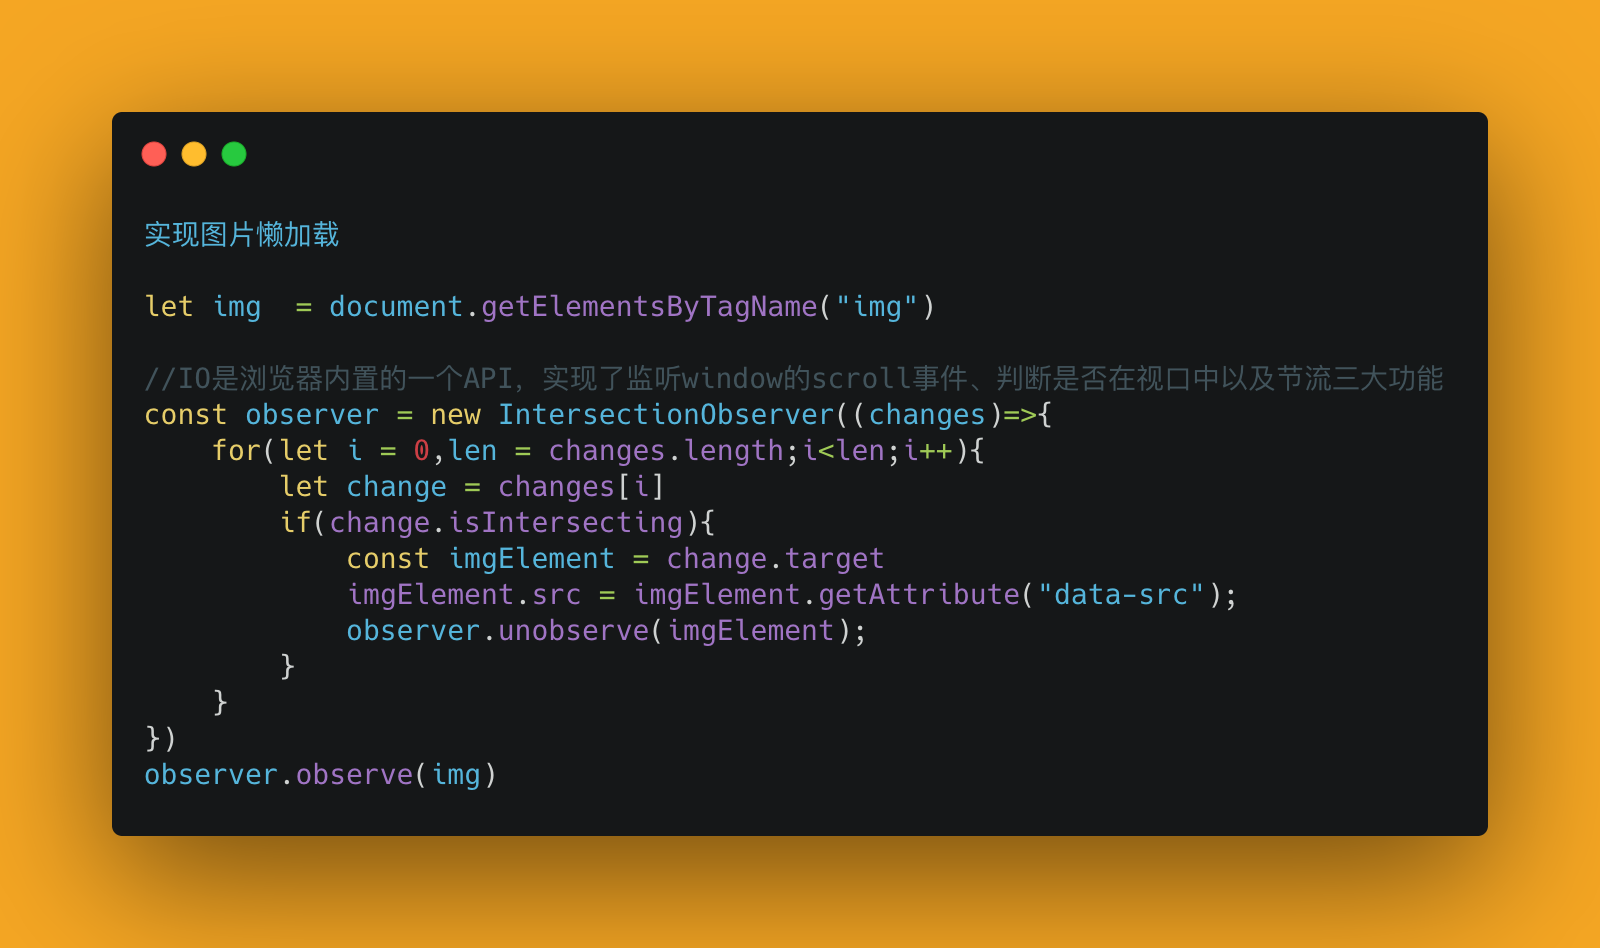 实现图片懒加载
let img  = document.getElementsByTagName("img")
//IO是浏览器内置的一个API，实现了监听window的scroll事件、判断是否在视口中以及节流三大功能
const observer = new IntersectionObserver((changes)=>{
    for(let i = 0,len = changes.length;i<len;i++){
        let change = changes[i]
        if(change.isIntersecting){
            const imgElement = change.target
            imgElement.src = imgElement.getAttribute("data-src");
            observer.unobserve(imgElement);
        }
    }
})
observer.observe(img)